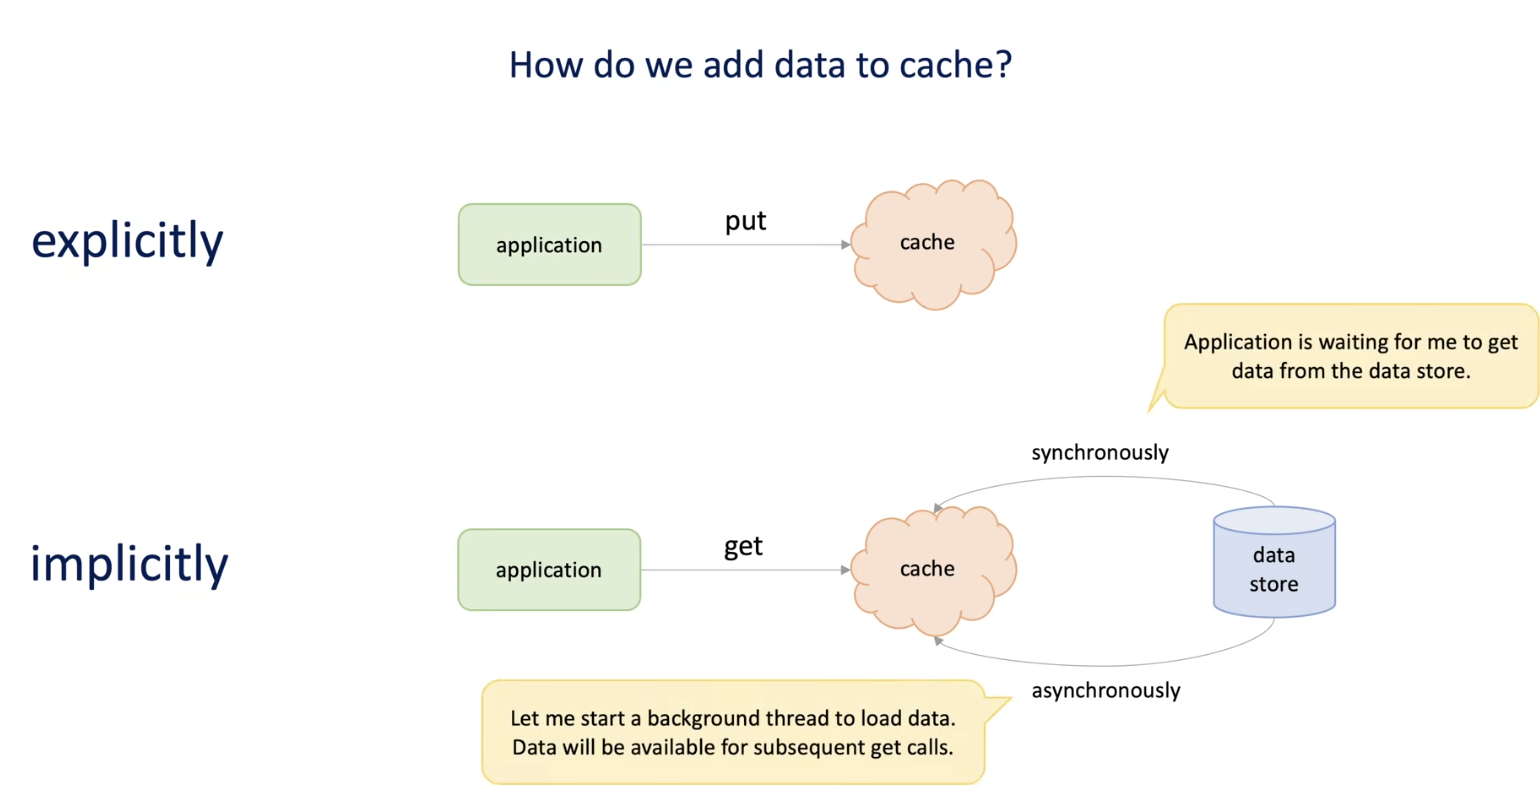 How do we add data to cache?
explicitly
application
put
cache
Application is waiting for me to get
data from the data store.
synchronously
implicitly
application
get
cache
data
store
asynchronously
Let me start a background thread to load data.
Data will be available for subsequent get calls.